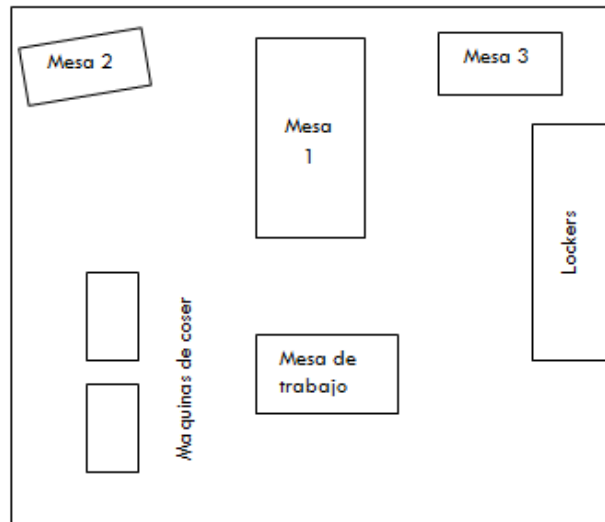 Mesa 2
Mesa
1
Mesa 3
Lockers
Maquinas de coser
Mesa de
trabajo